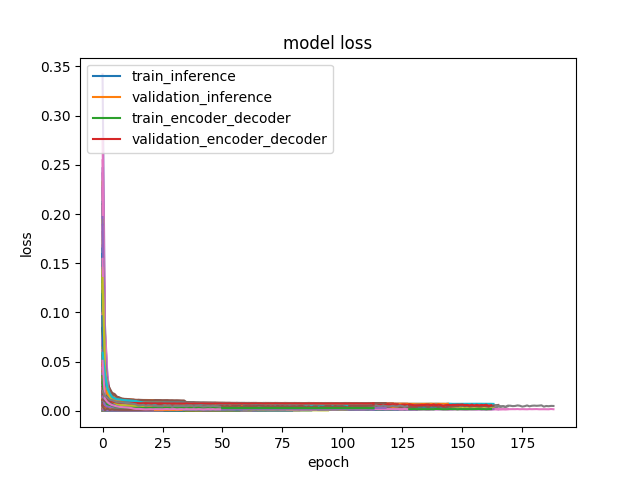 model loss
train_inference
validation_inference
train_encoder_decoder
validation_encoder_decoder
loss
0.35
0.30
0.25
0.20
0.15
0.10
0.05
0.00
0 25 50 75 100 125 150 175
epoch